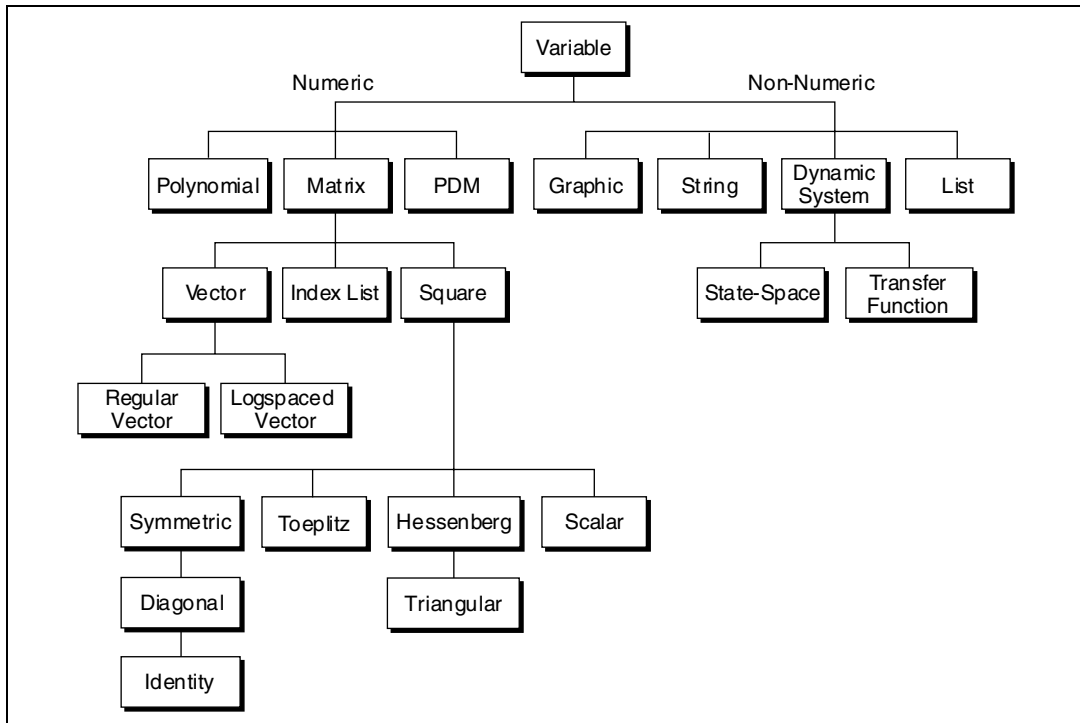 Variable
Numeric
Non-Numeric
Polynomial
Matrix
PDM
Graphic
String
Dynamic
System
List
Vector
Index List
Square
State-Space
Transfer
Function
Regular
Vector
Logspaced
Vector
Symmetric
Toeplitz
Hessenberg
Scalar
Diagonal
Triangular
Identity